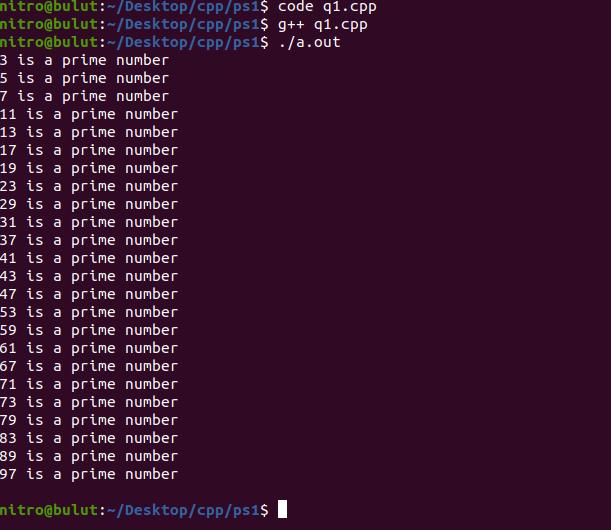 nitro@bulut:~/Desktop/cpp/ps1$ code q1.cpp
nitro@bulut:~/Desktop/cpp/ps1$ g++ q1.cpp
nitro@bulut:~/Desktop/cpp/ps1$ ./a.out
3 is a prime number
5 is a prime number
7 is a prime number
11 is a prime number
13 is a prime number
17 is a prime number
19 is a prime number
23 is a prime number
29 is a prime number
31 is a prime number
37 is a prime number
41 is a prime number
43 is a prime number
47 is a prime number
53 is a prime number
59 is a prime number
61 is a prime number
67 is a prime number
71 is a prime number
73 is a prime number
79 is a prime number
83 is a prime number
89 is a prime number
97 is a prime number
nitro@bulut:~/Desktop/cpp/ps1$